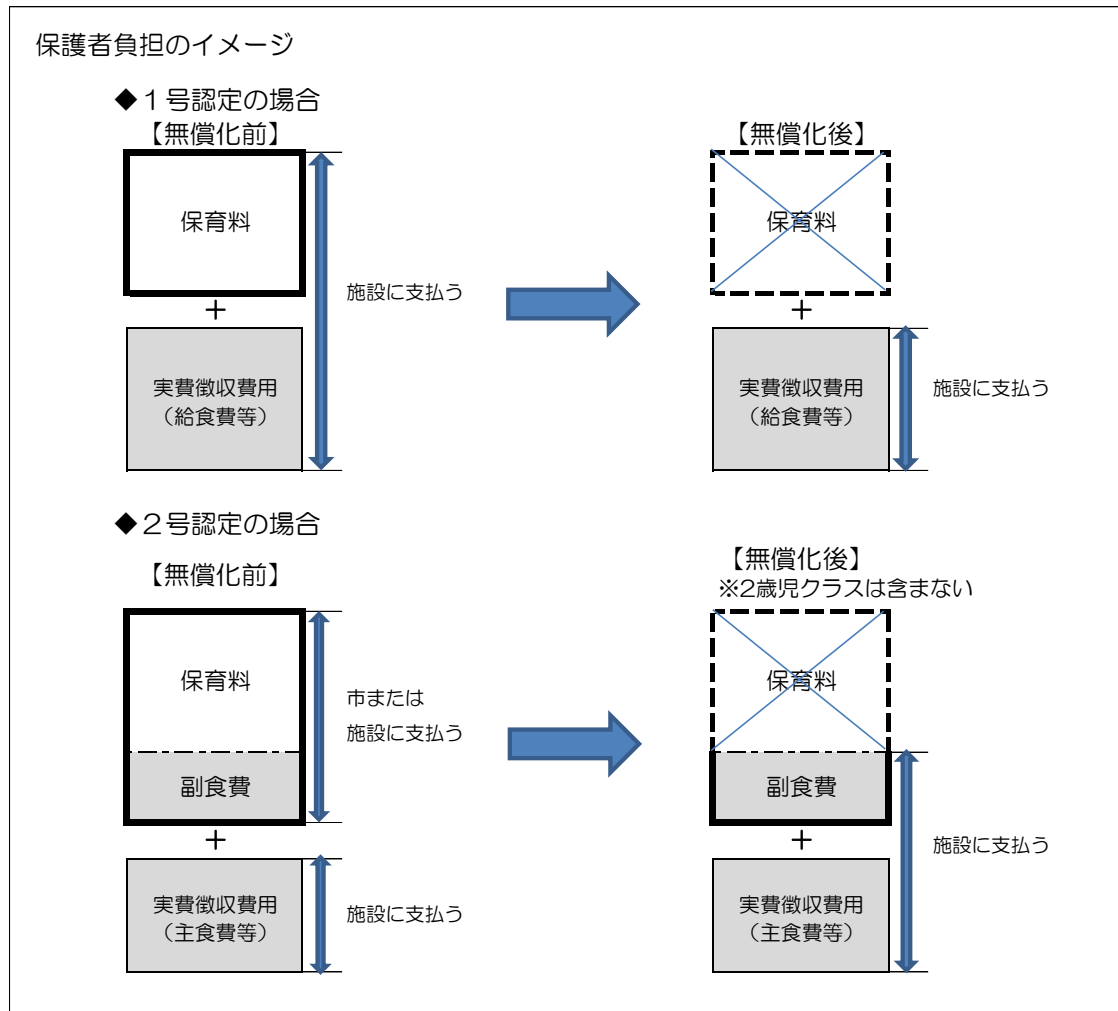 保護者負担のイメージ
◆１号認定の場合
【無償化前】
【無償化後】
保育料
保育料
施設に支払う
＋
＋
実費徴収費用
（給食費等）
実費徴収費用
（給食費等）
施設に支払う
◆２号認定の場合
【無償化前】
【無償化後】
※2歳児クラスは含まない
保育料
保育料
市または
施設に支払う
副食費
副食費
＋
＋
施設に支払う
実費徴収費用
（主食費等）
施設に支払う
実費徴収費用
（主食費等）